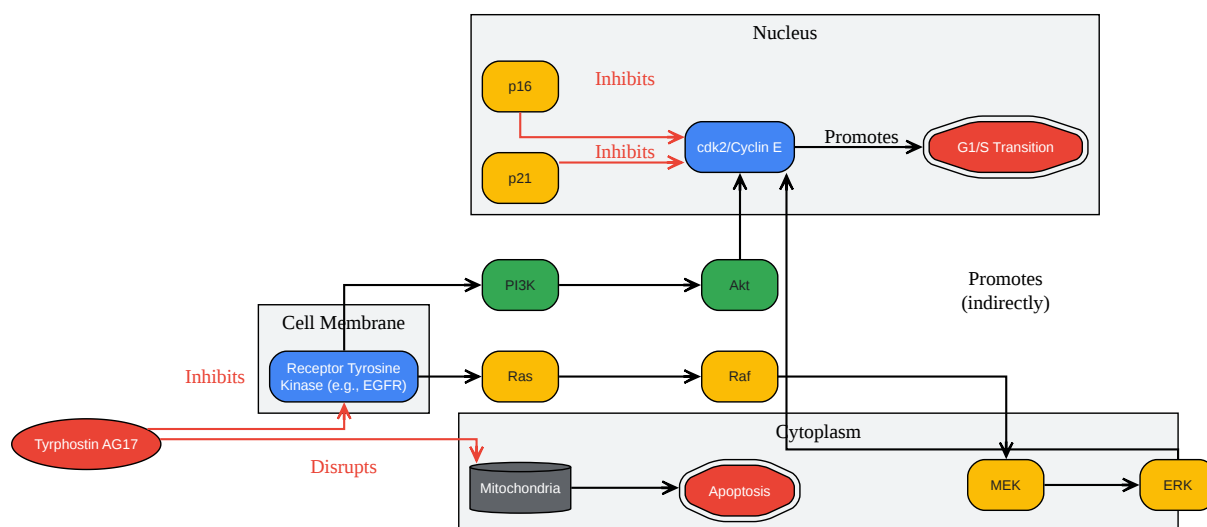 Nucleus
p16
Inhibits
cdk2/Cyclin E
Promotes
G1/S Transition
Inhibits
p21
PI3K
Akt
Promotes
(indirectly)
Cell Membrane
Receptor Tyrosine
Kinase (e.g., EGFR)
Inhibits
Ras
Raf
Tyrphostin AG17
Disrupts
Cytoplasm
Mitochondria
Apoptosis
MEK
ERK